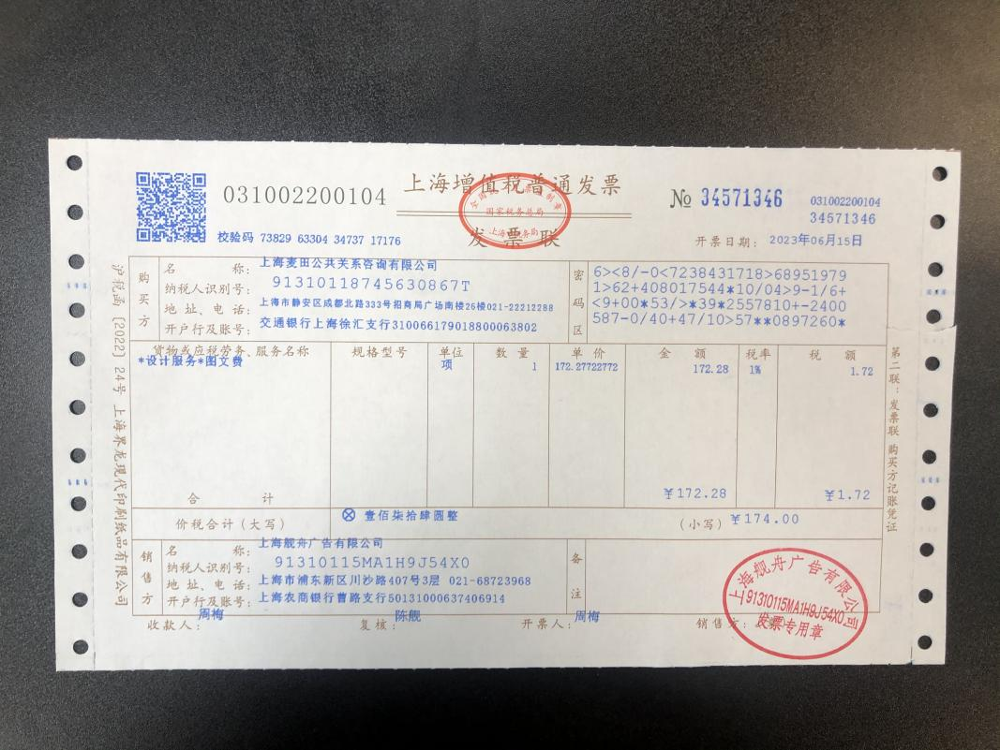 031002200104
上海增值税普通发票
发票联
全国统一发票监制章
国家税务总局
上海市税务局
№ 34571346
031002200104
34571346
校验码 73829 63304 34737 17176
开票日期: 2023年06月15日
购买方
名 称: 上海麦田公共关系咨询有限公司
纳税人识别号: 91310118745630867T
地址、电话: 上海市静安区成都北路333号招商局广场南楼26楼021-22212288
开户行及账号: 交通银行上海徐汇支行310066179018800063802
密码区
6><8/-0<7238431718>68951979
1>62+408017544*10/04>9-1/6+
<9+00*53/>*39*2557810+-2400
587-0/40+47/10>57**0897260*
货物或应税劳务、服务名称 规格型号 单位 数量 单价 金额 税率 税额
*设计服务*图文费 项 1 172.27722772 172.28 1% 1.72
合计 ¥172.28 ¥1.72
价税合计(大写) ⊗ 壹佰柒拾肆圆整 (小写) ¥174.00
销售方
名 称: 上海舰舟广告有限公司
纳税人识别号: 91310115MA1H9J54X0
地址、电话: 上海市浦东新区川沙路407号3层 021-68723968
开户行及账号: 上海农商银行曹路支行50131000637406914
备注
收款人: 周梅 复核: 陈舰 开票人: 周梅 销售方:
上海舰舟广告有限公司
91310115MA1H9J54X0
发票专用章
沪税函 [2022] 24号 上海界龙现代印刷纸品有限公司
第二联:发票联 购买方记账凭证